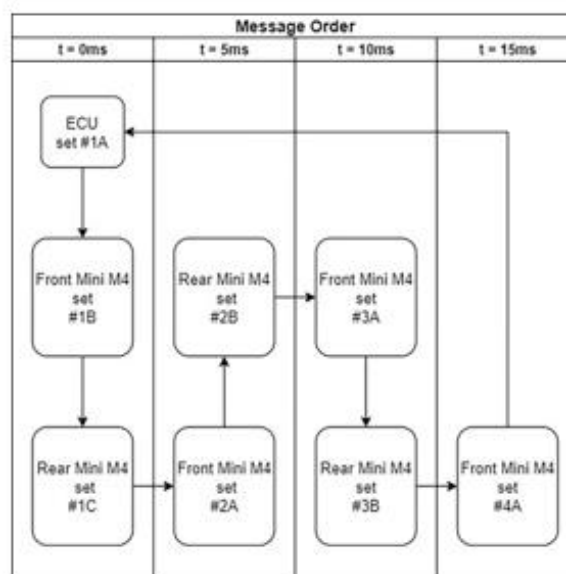 Message Order
t = 0ms
t = 5ms
t = 10ms
t = 15ms
ECU
set #1A
Front Mini M4
set
#1B
Rear Mini M4
set
#2B
Front Mini M4
set
#3A
Rear Mini M4
set
#1C
Front Mini M4
set
#2A
Rear Mini M4
set
#3B
Front Mini M4
set
#4A